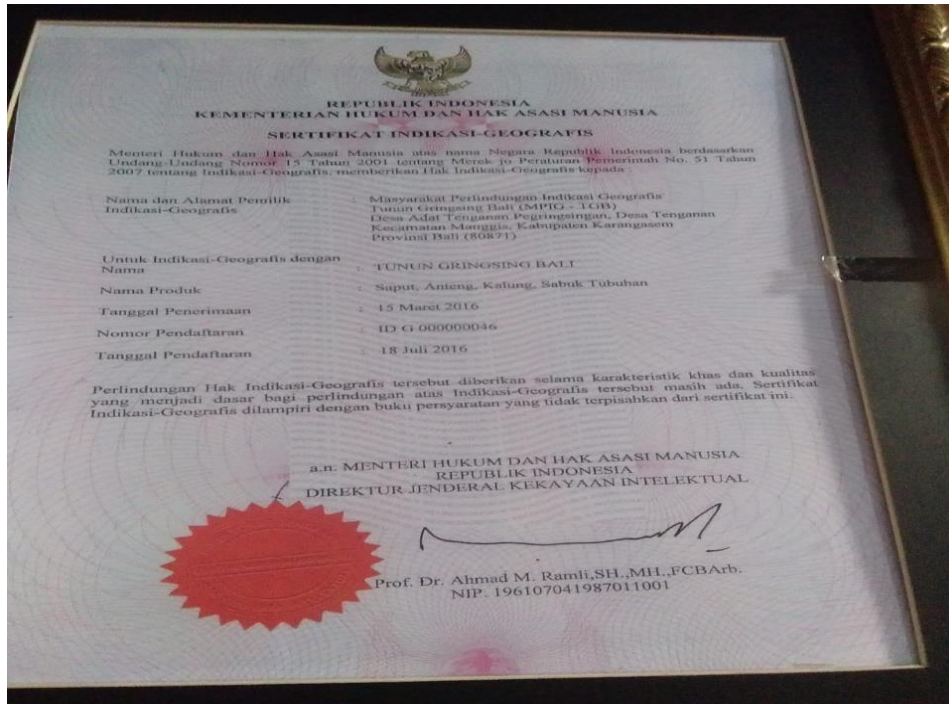 REPUBLIK INDONESIA
KEMENTERIAN HUKUM DAN HAK ASASI MANUSIA
SERTIFIKAT INDIKASI-GEOGRAFIS
Menteri Hukum dan Hak Asasi Manusia atas nama Negara Republik Indonesia berdasarkan
Undang-Undang Nomor 15 Tahun 2001 tentang Merek jo Peraturan Pemerintah No. 51 Tahun
2007 tentang Indikasi-Geografis, memberikan Hak Indikasi-Geografis kepada :
Nama dan Alamat Pemilik : Masyarakat Perlindungan Indikasi Geografis
Indikasi-Geografis Tunun Gringsing Bali (MPIG - TGB)
Desa Adat Tenganan Pegringsingan, Desa Tenganan
Kecamatan Manggis, Kabupaten Karangasem
Provinsi Bali (80871)
Untuk Indikasi-Geografis dengan
Nama : TUNUN GRINGSING BALI
Nama Produk : Saput, Anteng, Kalung, Sabuk Tubuhan
Tanggal Penerimaan : 15 Maret 2016
Nomor Pendaftaran : ID G 000000046
Tanggal Pendaftaran : 18 Juli 2016
Perlindungan Hak Indikasi-Geografis tersebut diberikan selama karakteristik khas dan kualitas
yang menjadi dasar bagi perlindungan atas Indikasi-Geografis tersebut masih ada. Sertifikat
Indikasi-Geografis dilampiri dengan buku persyaratan yang tidak terpisahkan dari sertifikat ini.
a.n. MENTERI HUKUM DAN HAK ASASI MANUSIA
REPUBLIK INDONESIA
DIREKTUR JENDERAL KEKAYAAN INTELEKTUAL
Prof. Dr. Ahmad M. Ramli,SH.,MH.,FCBArb.
NIP. 196107041987011001